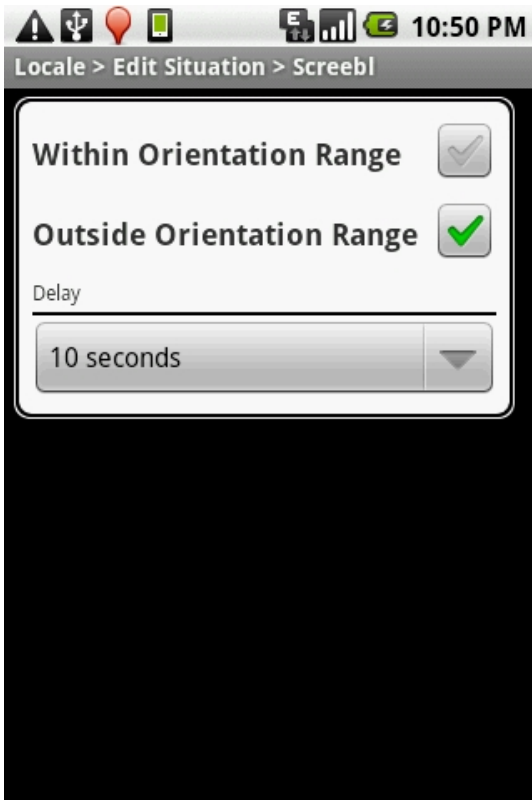 E
10:50 PM
Locale > Edit Situation > Screebl
Within Orientation Range
Outside Orientation Range
Delay
10 seconds